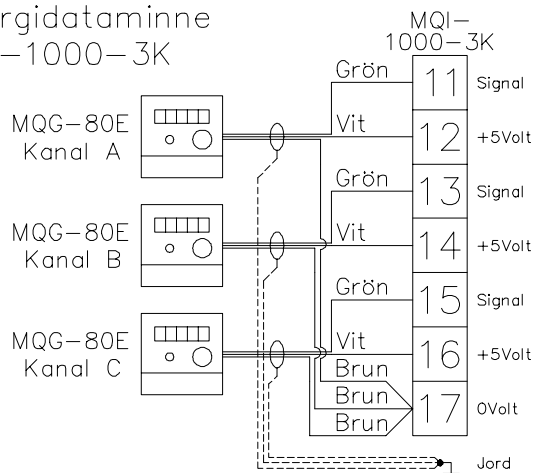 rgidataminne
-1000-3K
MQI-
1000-3K
Grön
11
Signal
MQG-80E
Kanal A
Vit
12
+5Volt
Grön
13
Signal
MQG-80E
Kanal B
Vit
14
+5Volt
Grön
15
Signal
MQG-80E
Kanal C
Vit
16
+5Volt
Brun
Brun
17
0Volt
Brun
Jord